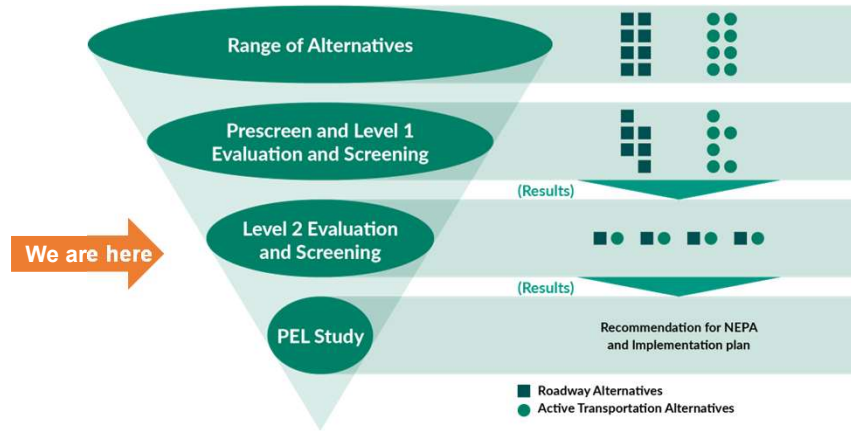 Range of Alternatives
Prescreen and Level 1
Evaluation and Screening
(Results)
We are here
Level 2 Evaluation
and Screening
(Results)
PEL Study
Recommendation for NEPA
and Implementation plan
Roadway Alternatives
Active Transportation Alternatives